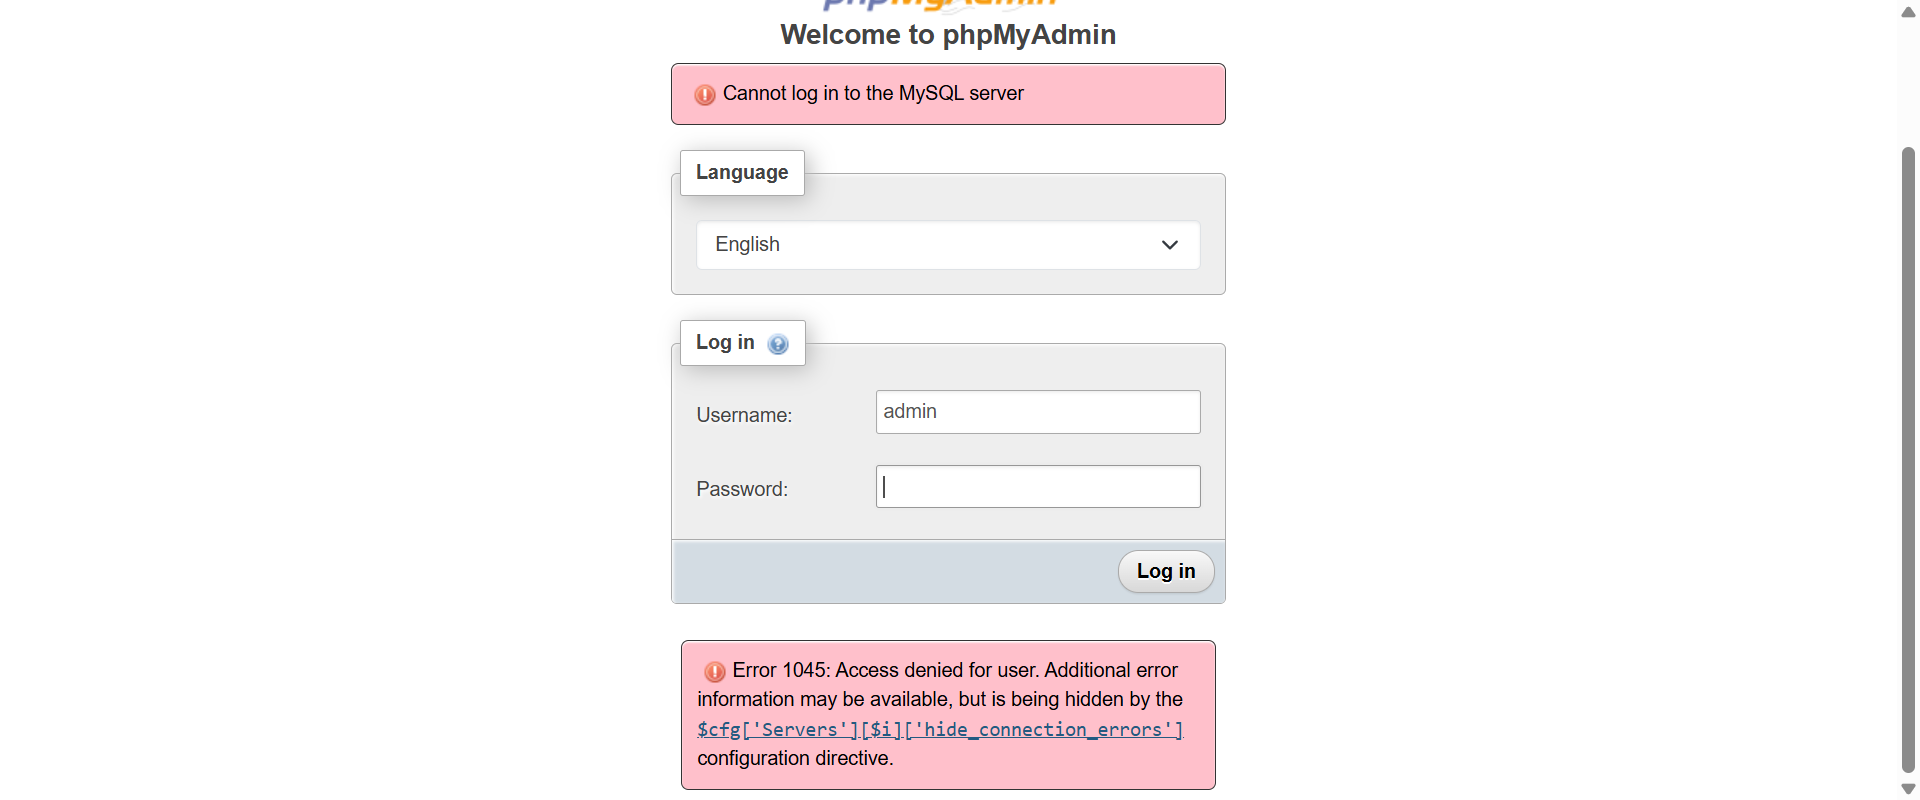 phpMyAdmin
Welcome to phpMyAdmin
Cannot log in to the MySQL server
Language
English
Log in
Username:
admin
Password:
Log in
Error 1045: Access denied for user. Additional error
information may be available, but is being hidden by the
$cfg['Servers'][$i]['hide_connection_errors']
configuration directive.